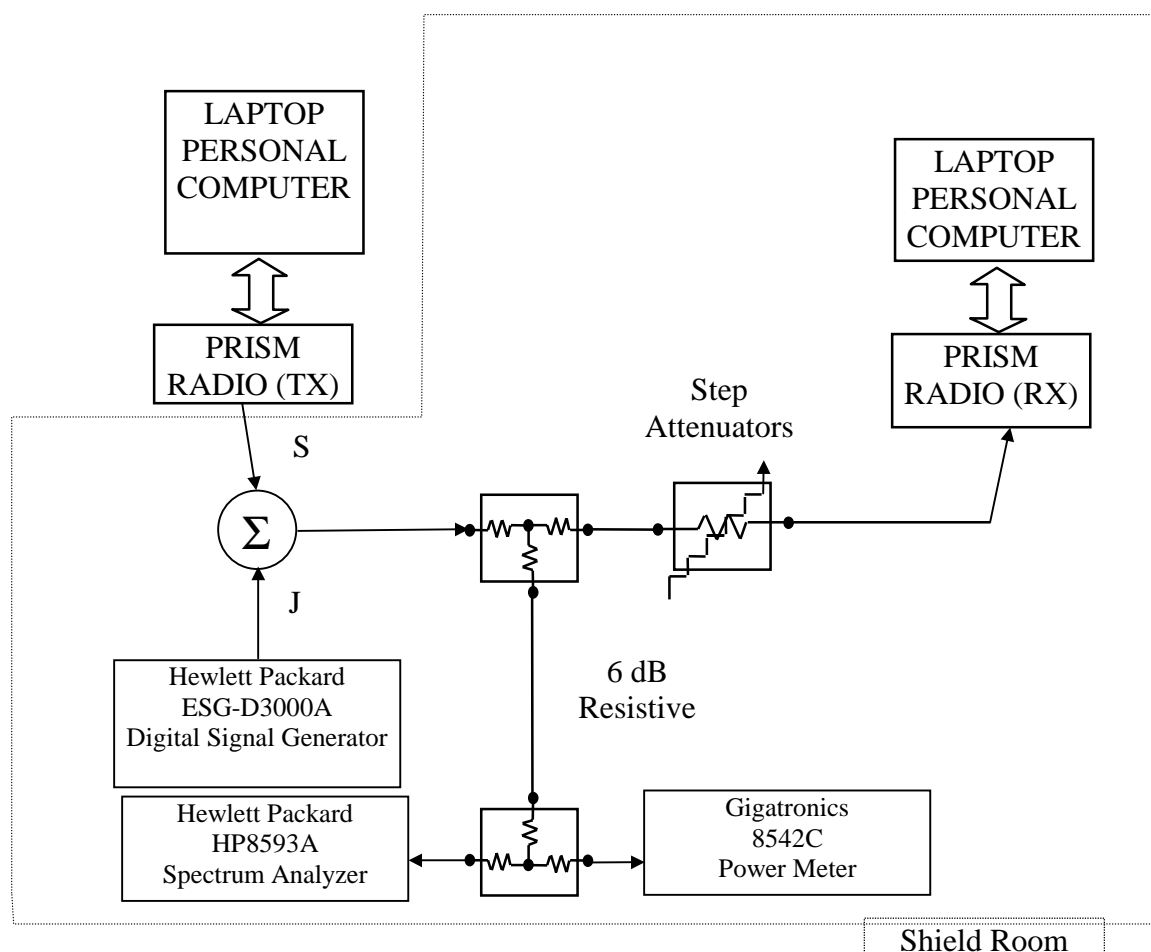 LAPTOP
PERSONAL
COMPUTER
LAPTOP
PERSONAL
COMPUTER
PRISM
RADIO (TX)
PRISM
RADIO (RX)
Step
Attenuators
S
Σ
J
6 dB
Resistive
Hewlett Packard
ESG-D3000A
Digital Signal Generator
Hewlett Packard
HP8593A
Spectrum Analyzer
Gigatronics
8542C
Power Meter
Shield Room